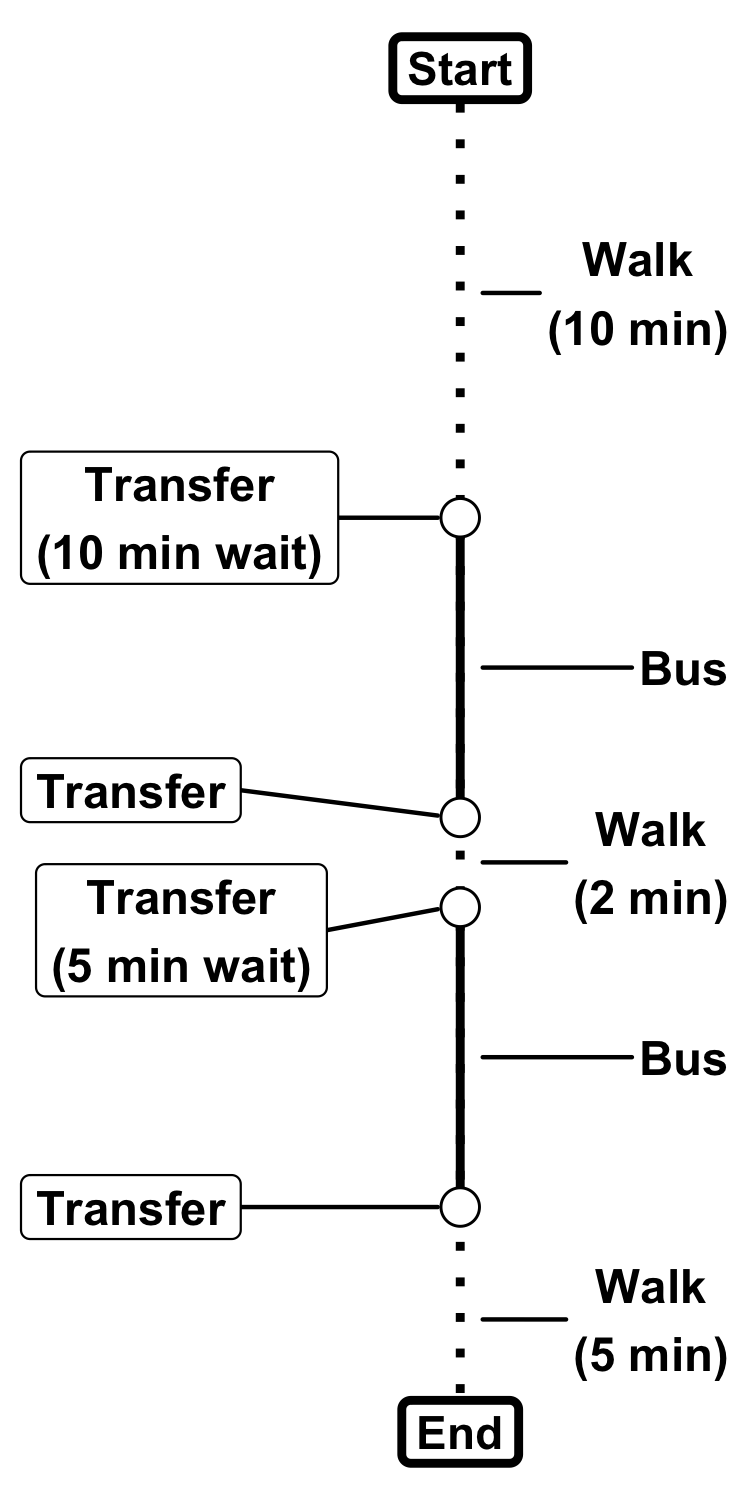 Start
Walk
(10 min)
Transfer
(10 min wait)
Bus
Transfer
Walk
(2 min)
Transfer
(5 min wait)
Bus
Transfer
Walk
(5 min)
End